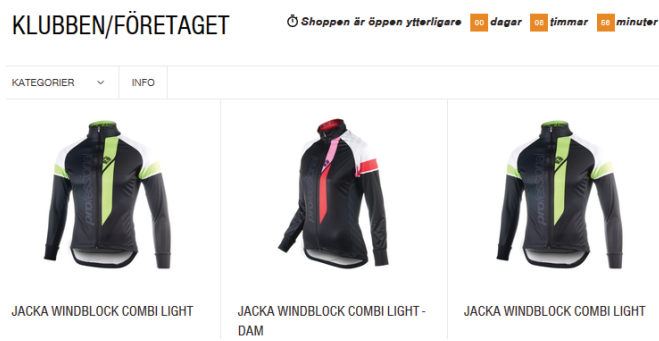 KLUBBEN/FÖRETAGET
Shoppen är öppen ytterligare 00 dagar 08 timmar 56 minuter
KATEGORIER INFO
JACKA WINDBLOCK COMBI LIGHT
JACKA WINDBLOCK COMBI LIGHT -
DAM
JACKA WINDBLOCK COMBI LIGHT